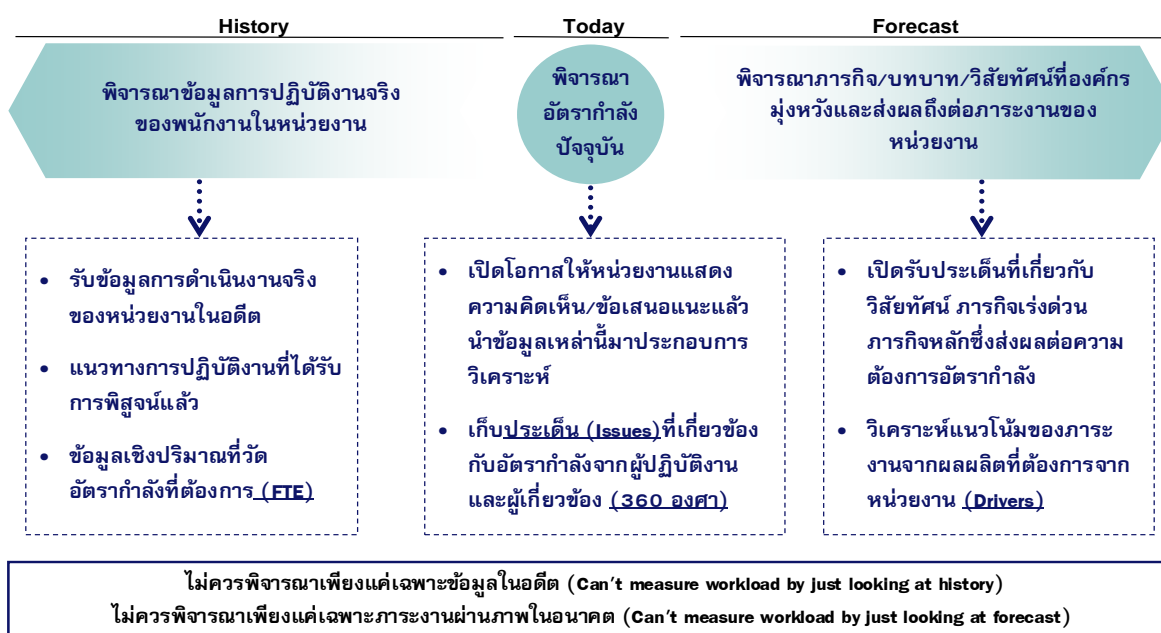 History
Today
Forecast
พิจารณาข้อมูลการปฏิบัติงานจริง
ของพนักงานในหน่วยงาน
พิจารณา
อัตรากำลัง
ปัจจุบัน
พิจารณาภารกิจ/บทบาท/วิสัยทัศน์ที่องค์กร
มุ่งหวังและส่งผลถึงต่อภาระงานของ
หน่วยงาน
• รับข้อมูลการดำเนินงานจริง
ของหน่วยงานในอดีต
• แนวทางการปฏิบัติงานที่ได้รับ
การพิสูจน์แล้ว
• ข้อมูลเชิงปริมาณที่วัด
อัตรากำลังที่ต้องการ (FTE)
• เปิดโอกาสให้หน่วยงานแสดง
ความคิดเห็น/ข้อเสนอแนะแล้ว
นำข้อมูลเหล่านี้มาประกอบการ
วิเคราะห์
• เก็บประเด็น (Issues)ที่เกี่ยวข้อง
กับอัตรากำลังจากผู้ปฏิบัติงาน
และผู้เกี่ยวข้อง (360 องศา)
• เปิดรับประเด็นที่เกี่ยวกับ
วิสัยทัศน์ ภารกิจเร่งด่วน
ภารกิจหลักซึ่งส่งผลต่อความ
ต้องการอัตรากำลัง
• วิเคราะห์แนวโน้มของภาระ
งานจากผลผลิตที่ต้องการจาก
หน่วยงาน (Drivers)
ไม่ควรพิจารณาเพียงแค่เฉพาะข้อมูลในอดีต (Can't measure workload by just looking at history)
ไม่ควรพิจารณาเพียงแค่เฉพาะภาระงานผ่านภาพในอนาคต (Can't measure workload by just looking at forecast)